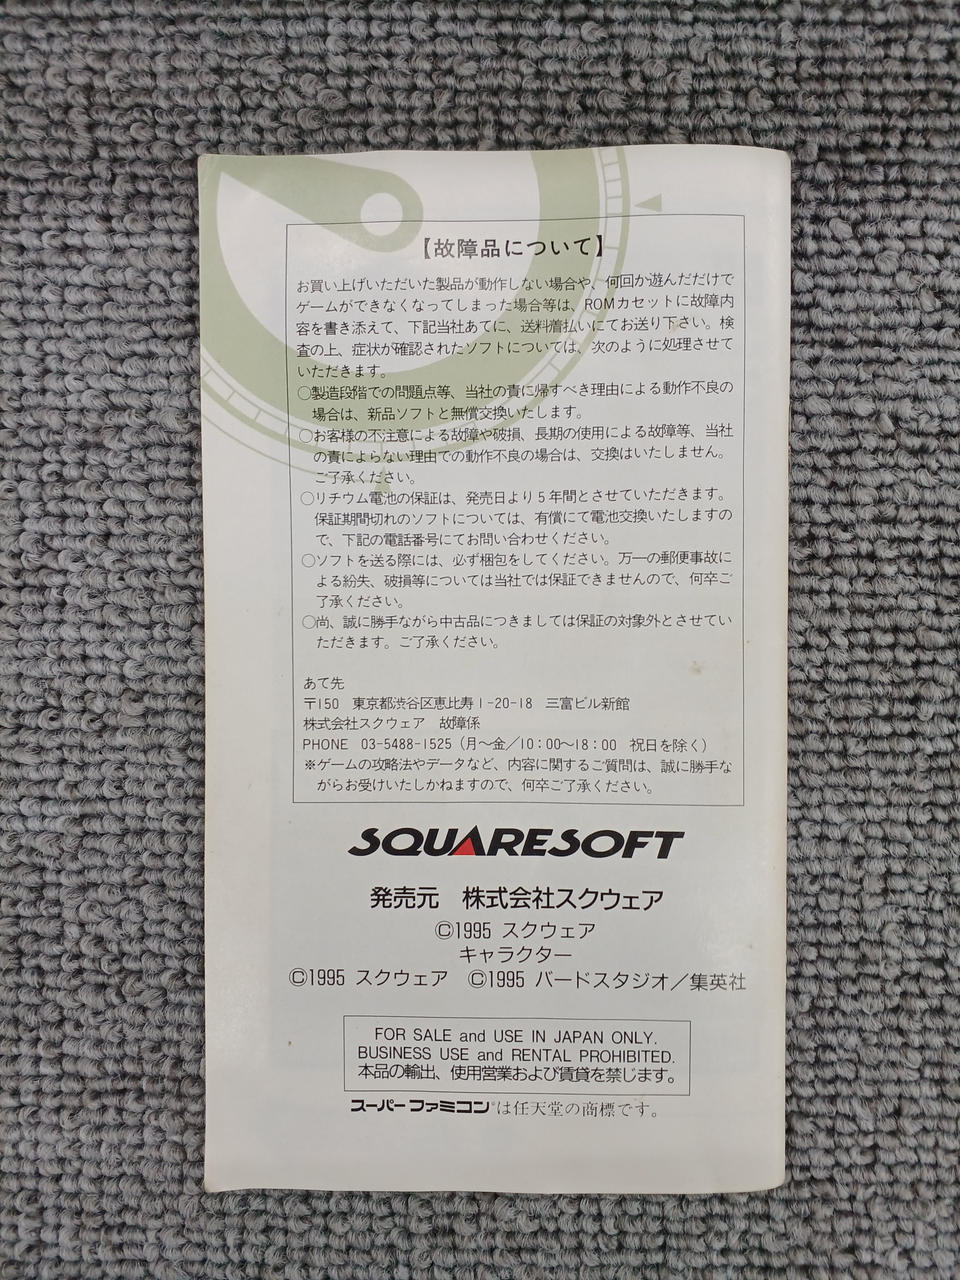 【故障品について】
お買い上げいただいた製品が動作しない場合や、何回か遊んだだけで
ゲームができなくなってしまった場合等は、ROMカセットに故障内
容を書き添えて、下記当社あてに、送料着払いにてお送り下さい。検
査の上、症状が確認されたソフトについては、次のように処理させて
いただきます。
○製造段階での問題点等、当社の責に帰すべき理由による動作不良の
場合は、新品ソフトと無償交換いたします。
○お客様の不注意による故障や破損、長期の使用による故障等、当社
の責によらない理由での動作不良の場合は、交換はいたしません。
ご了承ください。
○リチウム電池の保証は、発売日より5年間とさせていただきます。
保証期間切れのソフトについては、有償にて電池交換いたしますの
で、下記の電話番号にてお問い合わせください。
○ソフトを送る際には、必ず梱包をしてください。万一の郵便事故に
よる紛失、破損等については当社では保証できませんので、何卒ご
了承ください。
○尚、誠に勝手ながら中古品につきましては保証の対象外とさせてい
ただきます。ご了承ください。
あて先
〒150 東京都渋谷区恵比寿1-20-18 三富ビル新館
株式会社スクウェア 故障係
PHONE 03-5488-1525（月〜金／10：00〜18：00 祝日を除く）
※ゲームの攻略法やデータなど、内容に関するご質問は、誠に勝手な
がらお受けいたしかねますので、何卒ご了承ください。
SQUARESOFT
発売元 株式会社スクウェア
©1995 スクウェア
キャラクター
©1995 スクウェア ©1995 バードスタジオ／集英社
FOR SALE and USE IN JAPAN ONLY.
BUSINESS USE and RENTAL PROHIBITED.
本品の輸出、使用営業および賃貸を禁じます。
スーパーファミコン®は任天堂の商標です。